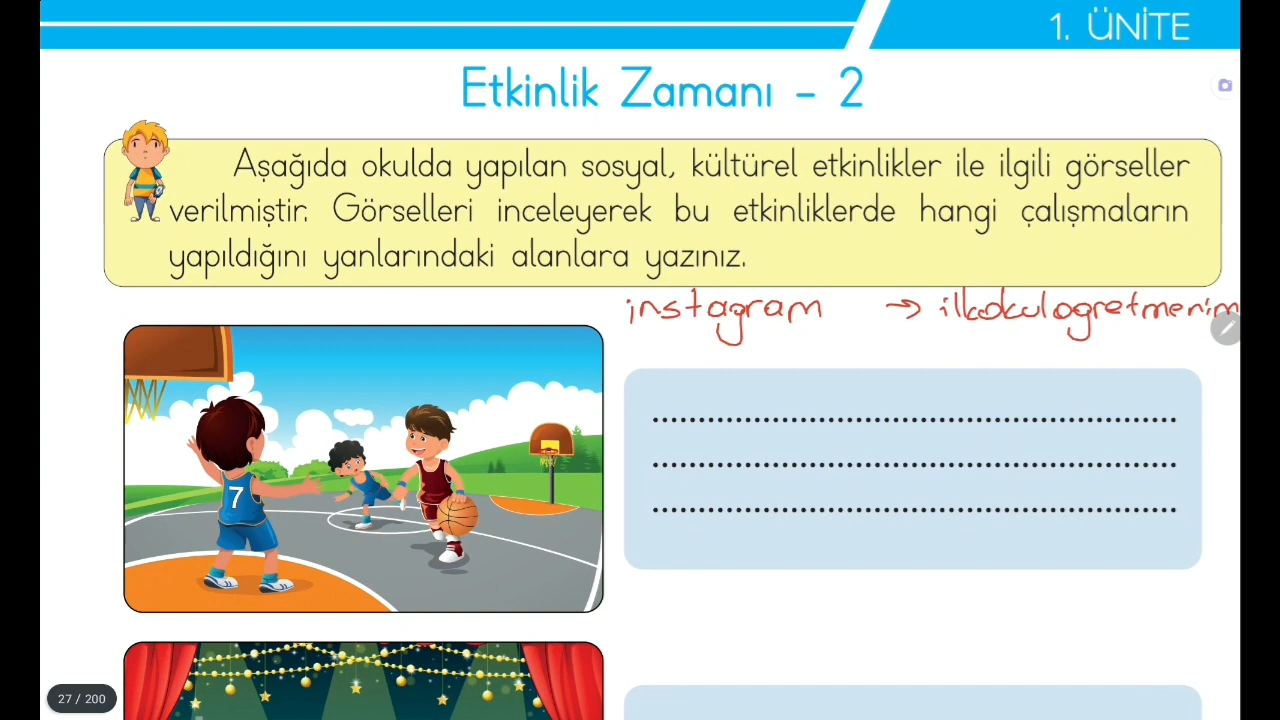 1. ÜNİTE
Etkinlik Zamanı - 2
Aşağıda okulda yapılan sosyal, kültürel etkinlikler ile ilgili görseller
verilmiştir. Görselleri inceleyerek bu etkinliklerde hangi çalışmaların
yapıldığını yanlarındaki alanlara yazınız.
instagram → ilkokulogretmenim
7
27 / 200